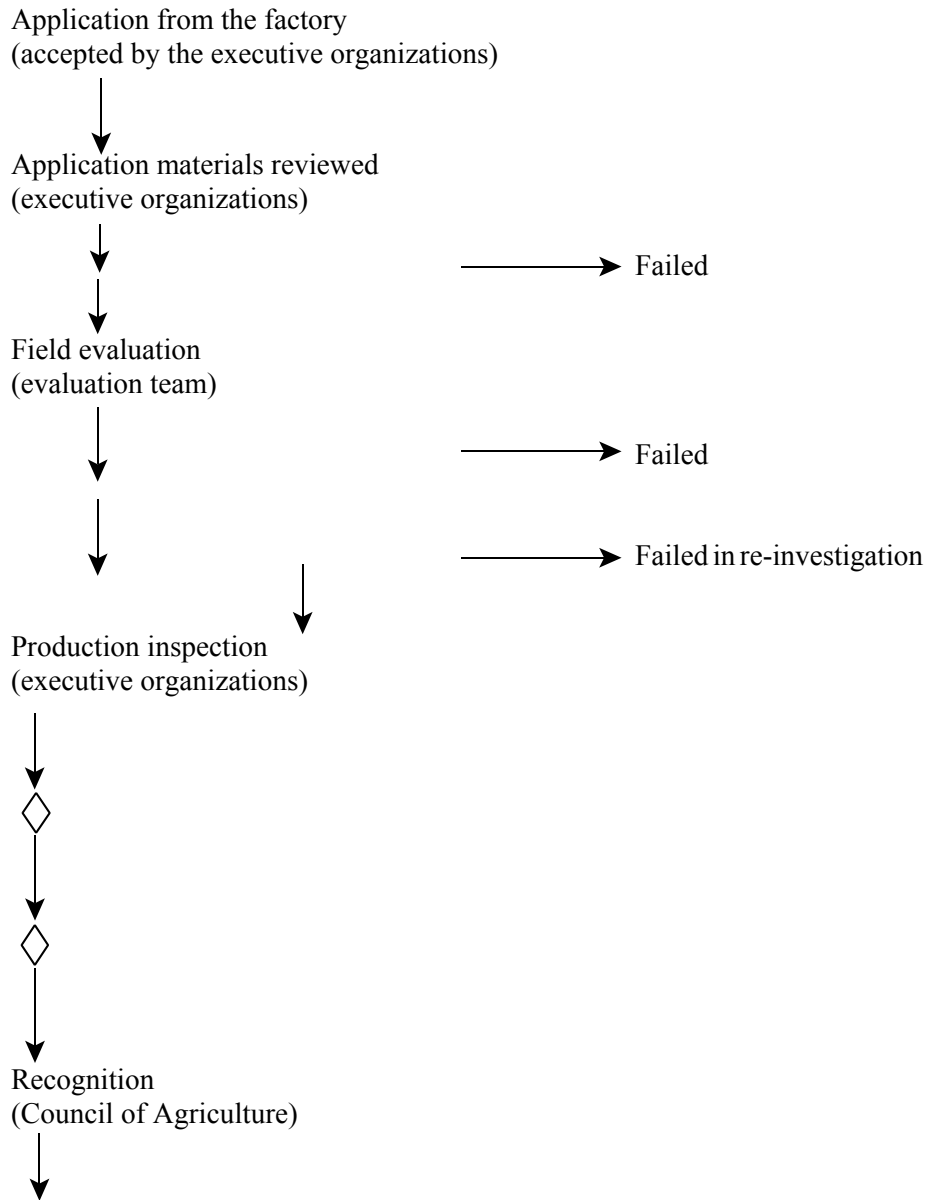 Application from the factory
(accepted by the executive organizations)
Application materials reviewed
(executive organizations)
Failed
Field evaluation
(evaluation team)
Failed
Failed in re-investigation
Production inspection
(executive organizations)
Recognition
(Council of Agriculture)